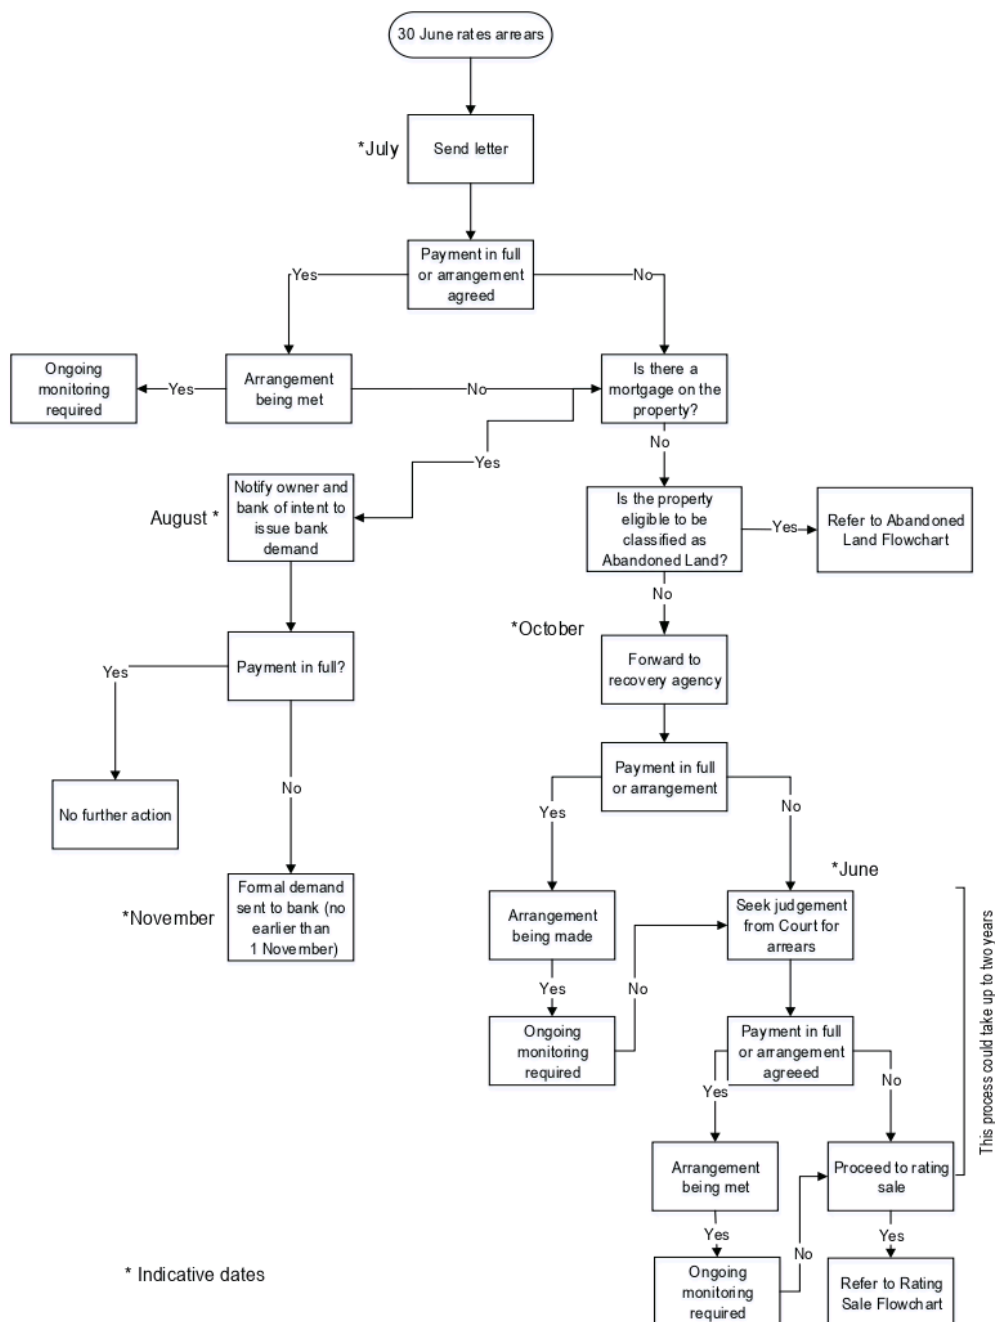 30 June rates arrears
*July
Send letter
Payment in full
or arrangement
agreed
Yes
No
Ongoing
monitoring
required
Yes
Arrangement
being met
No
Is there a
mortgage on the
property?
Yes
No
August *
Notify owner and
bank of intent to
issue bank
demand
Is the property
eligible to be
classified as
Abandoned Land?
Yes
Refer to Abandoned
Land Flowchart
No
*October
Forward to
recovery agency
Payment in full?
Yes
No
No further action
*November
Formal demand
sent to bank (no
earlier than
1 November)
Payment in full
or arrangement
Yes
No
*June
Arrangement
being made
Seek judgement
from Court for
arrears
Yes
No
Ongoing
monitoring
required
Payment in full
or arrangement
agreeed
Yes
No
This process could take up to two years
Arrangement
being met
Proceed to rating
sale
Yes
No
Yes
Ongoing
monitoring
required
Refer to Rating
Sale Flowchart
* Indicative dates